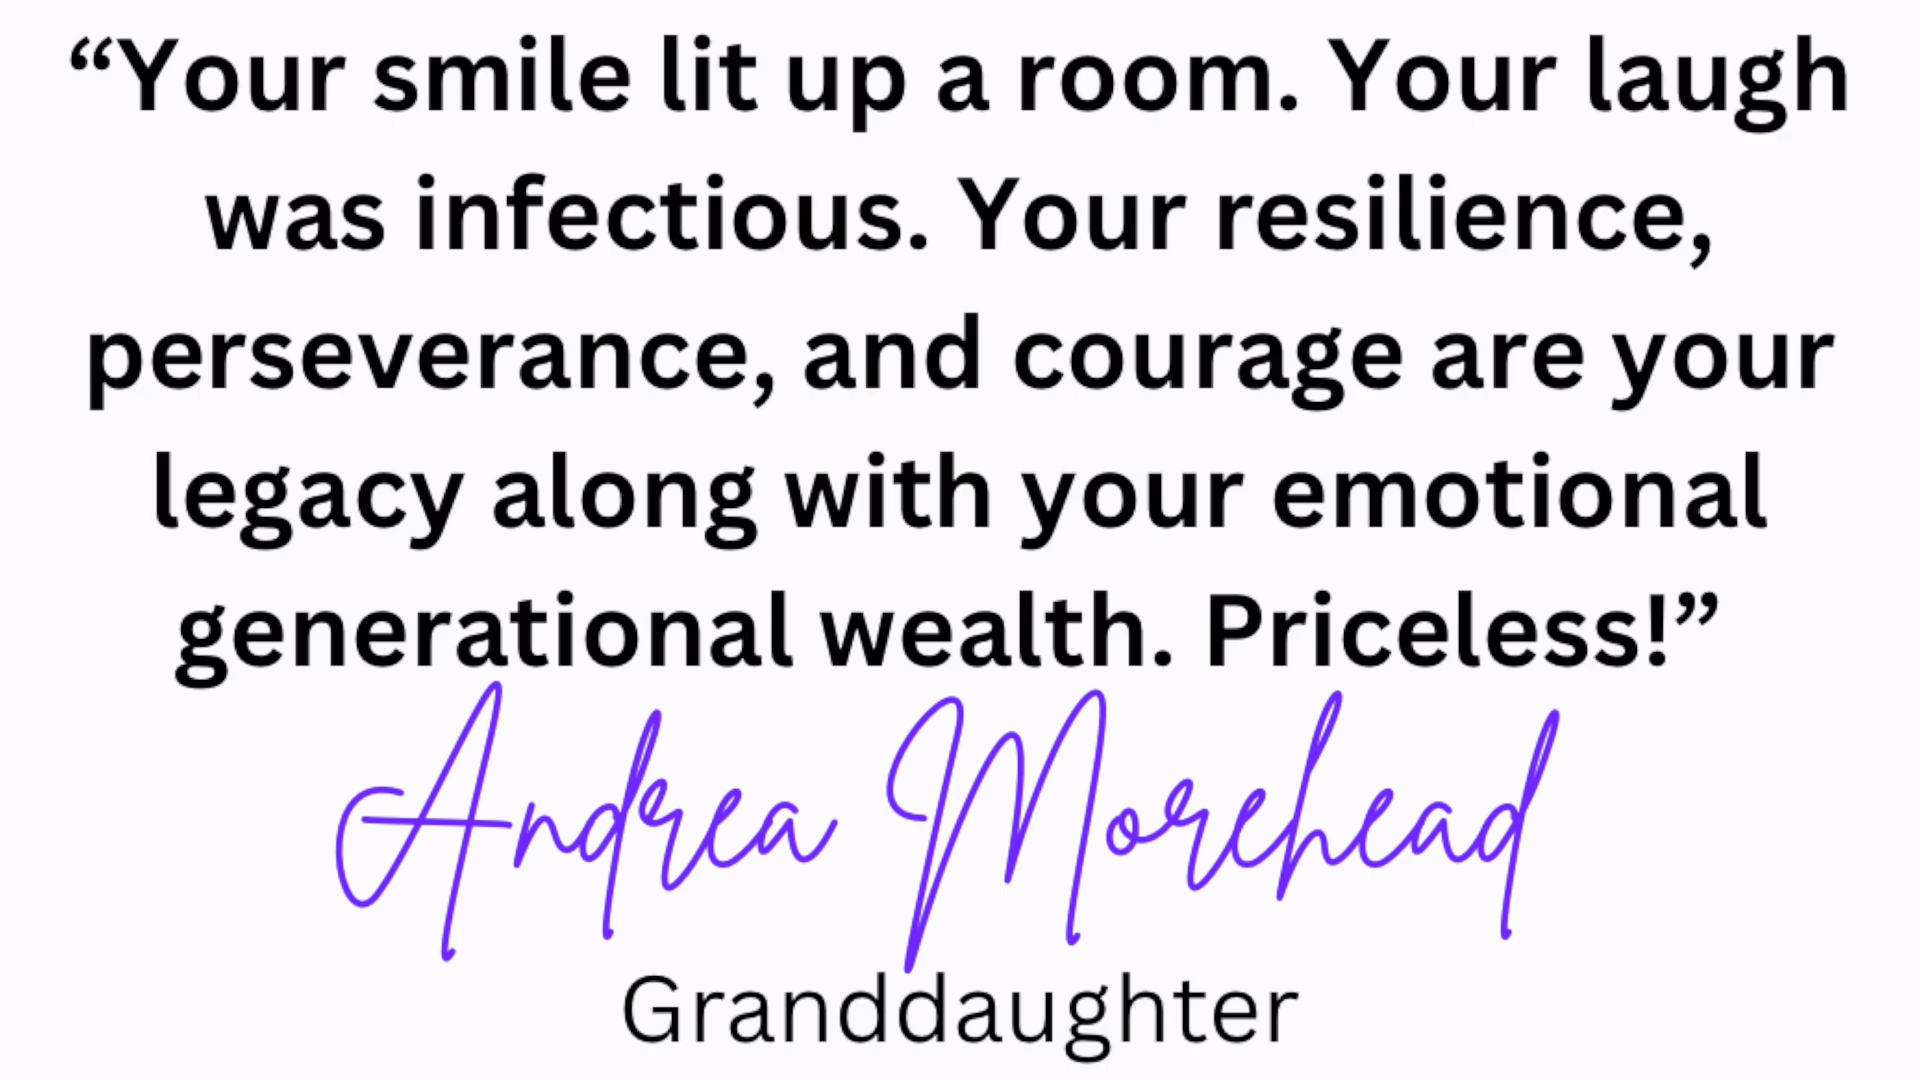 “Your smile lit up a room. Your laugh
was infectious. Your resilience,
perseverance, and courage are your
legacy along with your emotional
generational wealth. Priceless!”
Andrea Morehead
Granddaughter